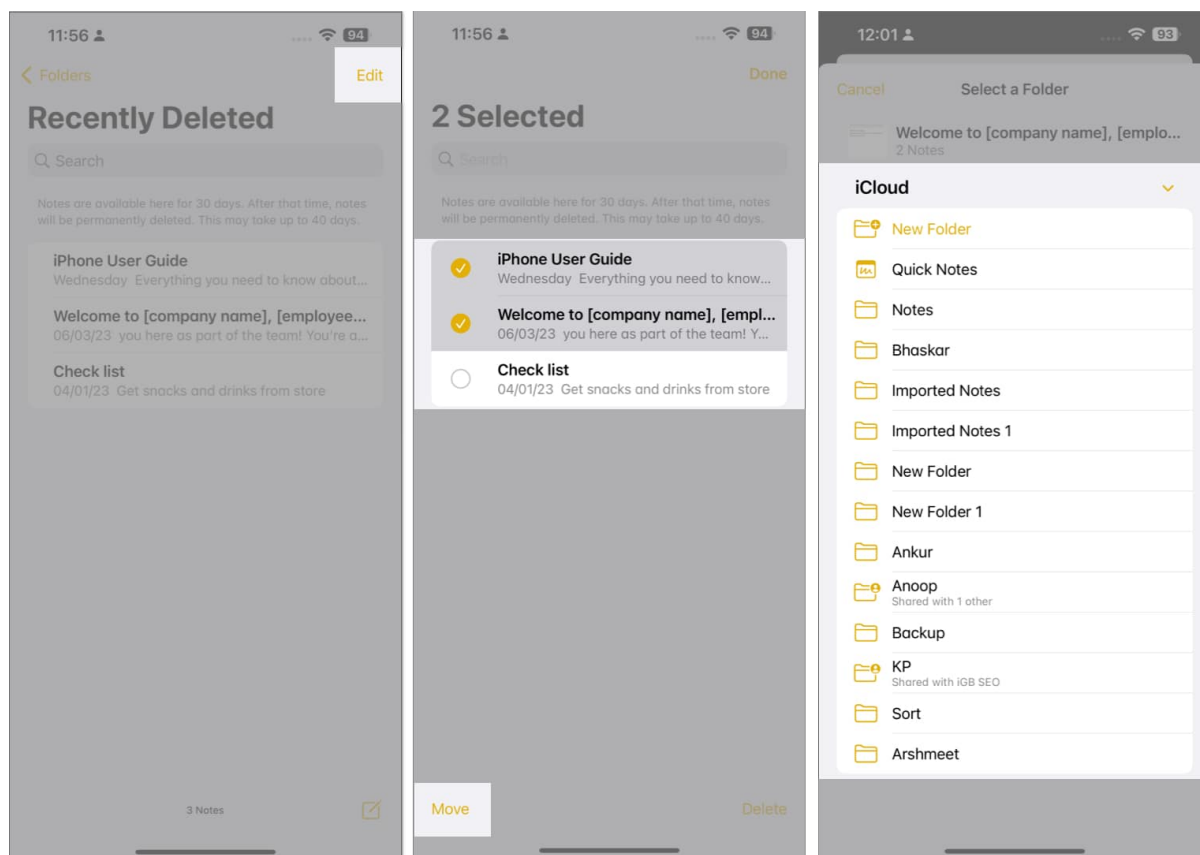 11:56
94
Folders
Edit
Recently Deleted
Search
Notes are available here for 30 days. After that time, notes
will be permanently deleted. This may take up to 40 days.
iPhone User Guide
Wednesday Everything you need to know about...
Welcome to [company name], [employee...
06/03/23 you here as part of the team! You're a...
Check list
04/01/23 Get snacks and drinks from store
3 Notes
11:56
94
Done
2 Selected
Search
Notes are available here for 30 days. After that time, notes
will be permanently deleted. This may take up to 40 days.
iPhone User Guide
Wednesday Everything you need to know...
Welcome to [company name], [empl...
06/03/23 you here as part of the team! Y...
Check list
04/01/23 Get snacks and drinks from store
Move
Delete
12:01
93
Cancel
Select a Folder
Welcome to [company name], [emplo...
2 Notes
iCloud
New Folder
Quick Notes
Notes
Bhaskar
Imported Notes
Imported Notes 1
New Folder
New Folder 1
Ankur
Anoop
Shared with 1 other
Backup
KP
Shared with iGB SEO
Sort
Arshmeet